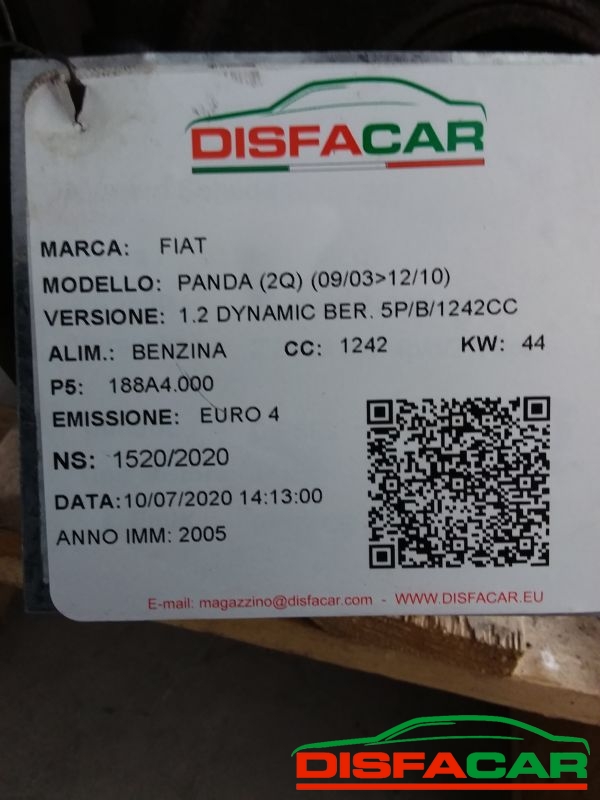 DISFACAR
MARCA: FIAT
MODELLO: PANDA (2Q) (09/03>12/10)
VERSIONE: 1.2 DYNAMIC BER. 5P/B/1242CC
ALIM.: BENZINA CC: 1242 KW: 44
P5: 188A4.000
EMISSIONE: EURO 4
NS: 1520/2020
DATA:10/07/2020 14:13:00
ANNO IMM: 2005
E-mail: magazzino@disfacar.com - WWW.DISFACAR.EU
DISFACAR